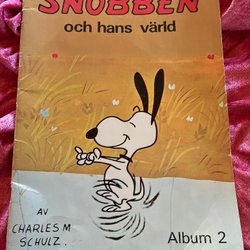 SNOBBEN
och hans värld
AV
CHARLES M
SCHULZ.
Album 2